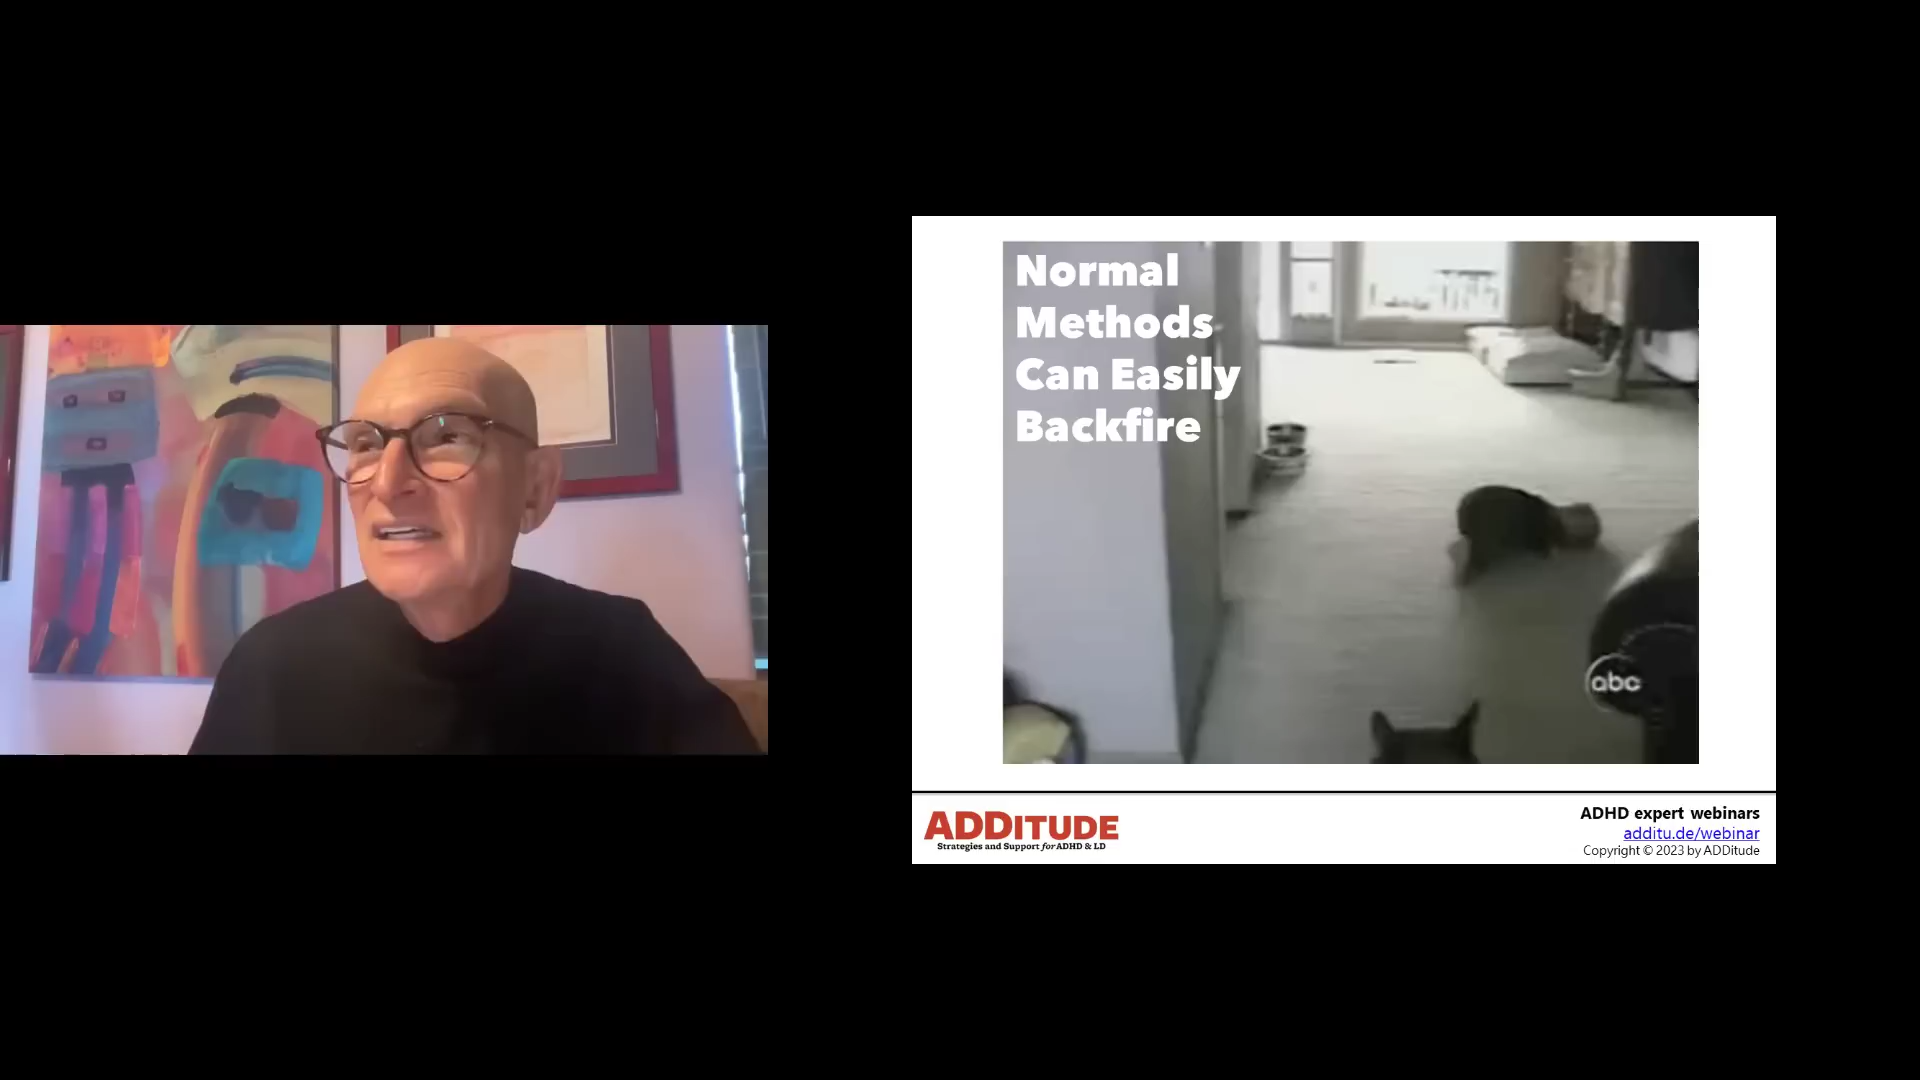 Normal
Methods
Can Easily
Backfire
abc
ADDITUDE
Strategies and Support for ADHD & LD
ADHD expert webinars
additu.de/webinar
Copyright © 2023 by ADDitude